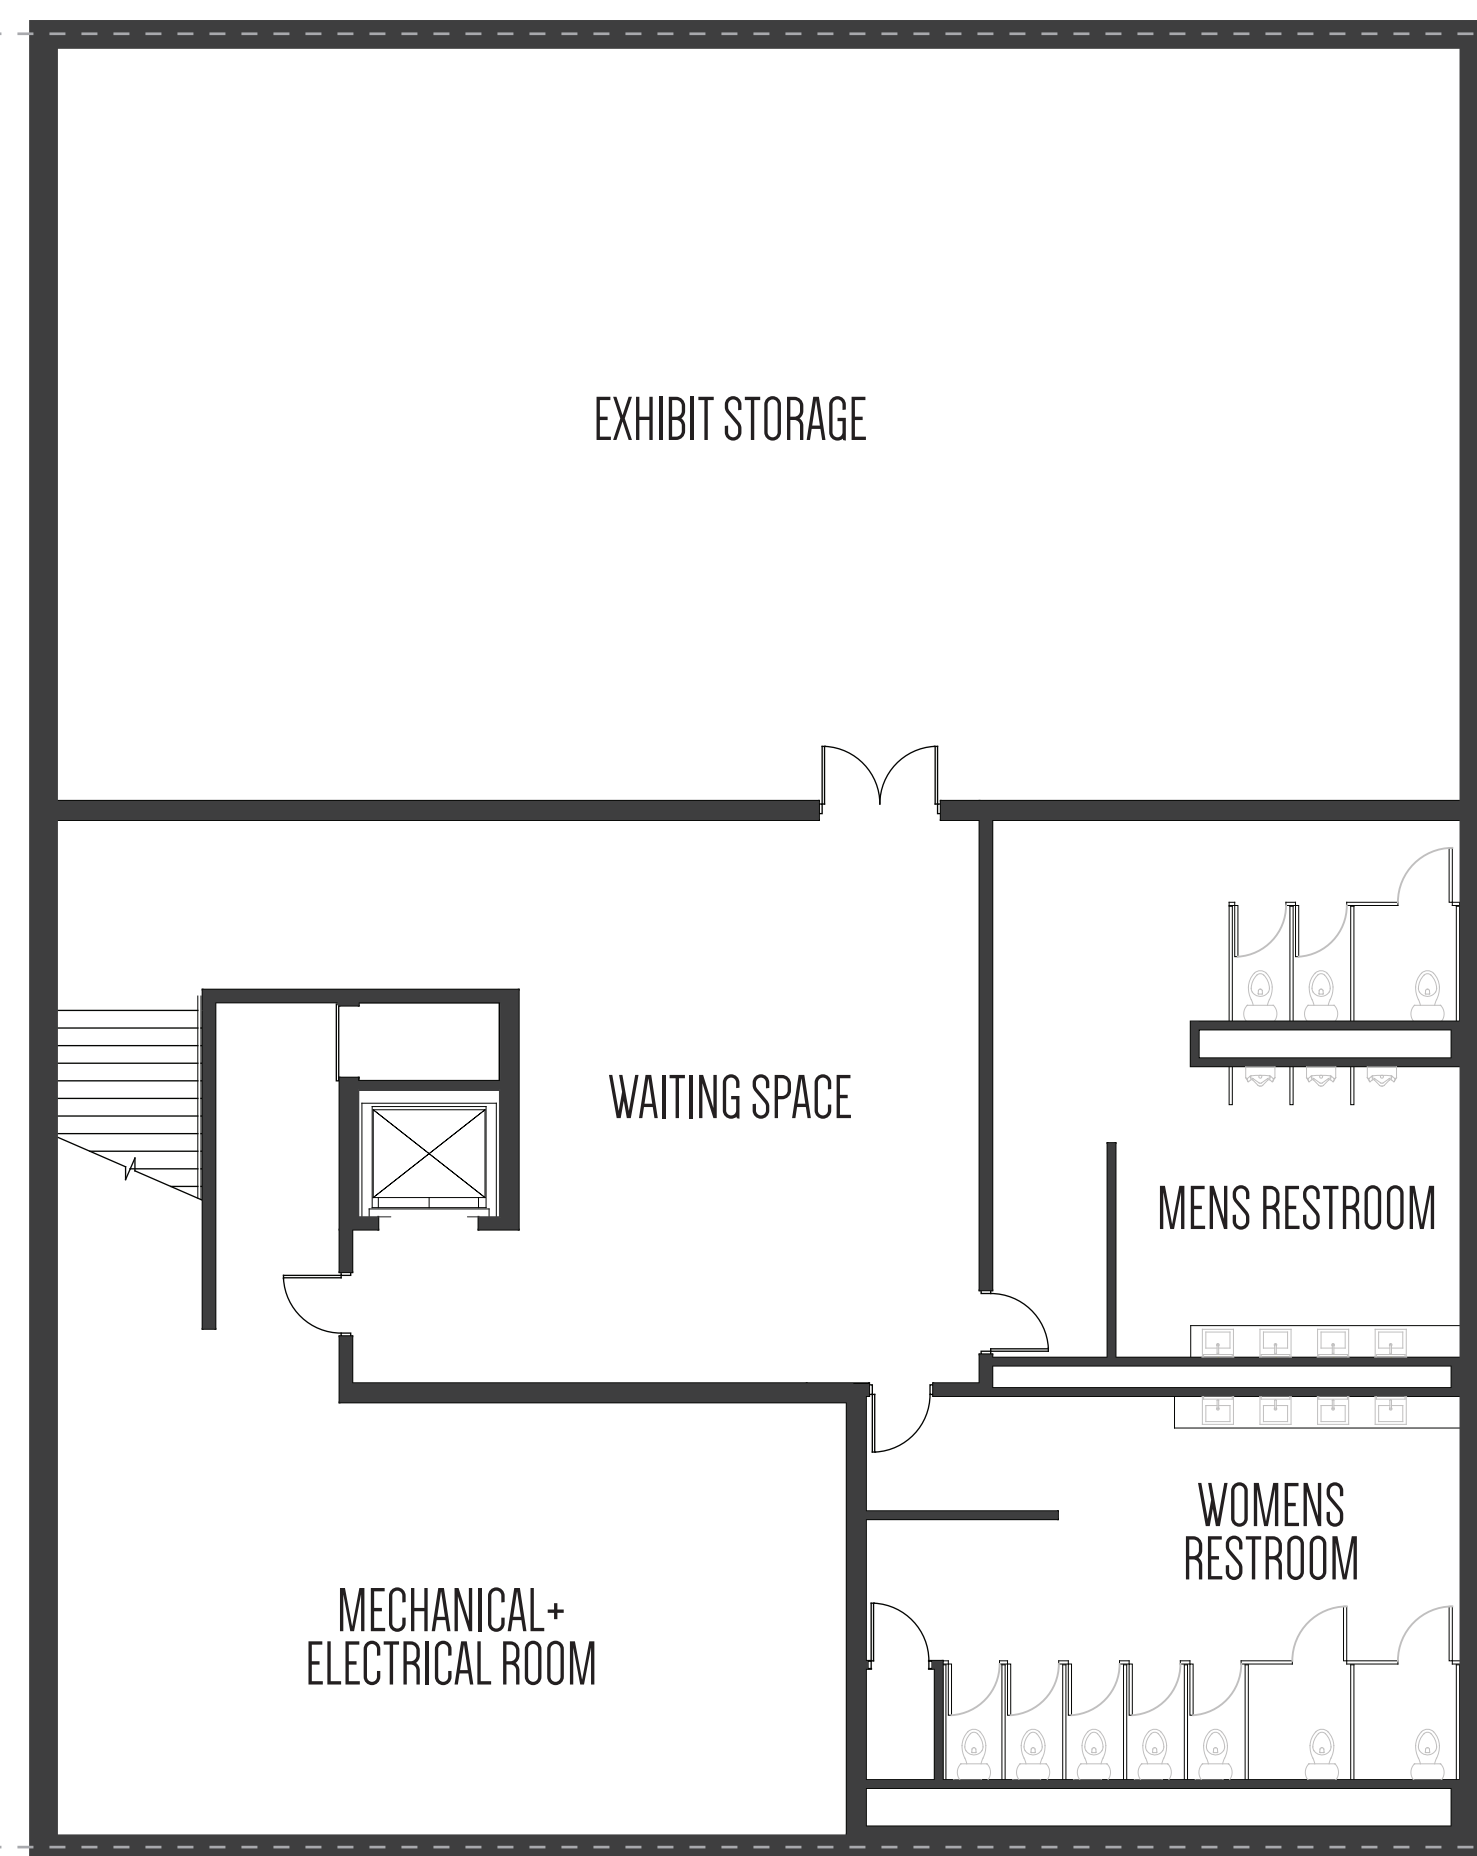 EXHIBIT STORAGE
WAITING SPACE
MENS RESTROOM
WOMENS
RESTROOM
MECHANICAL+
ELECTRICAL ROOM